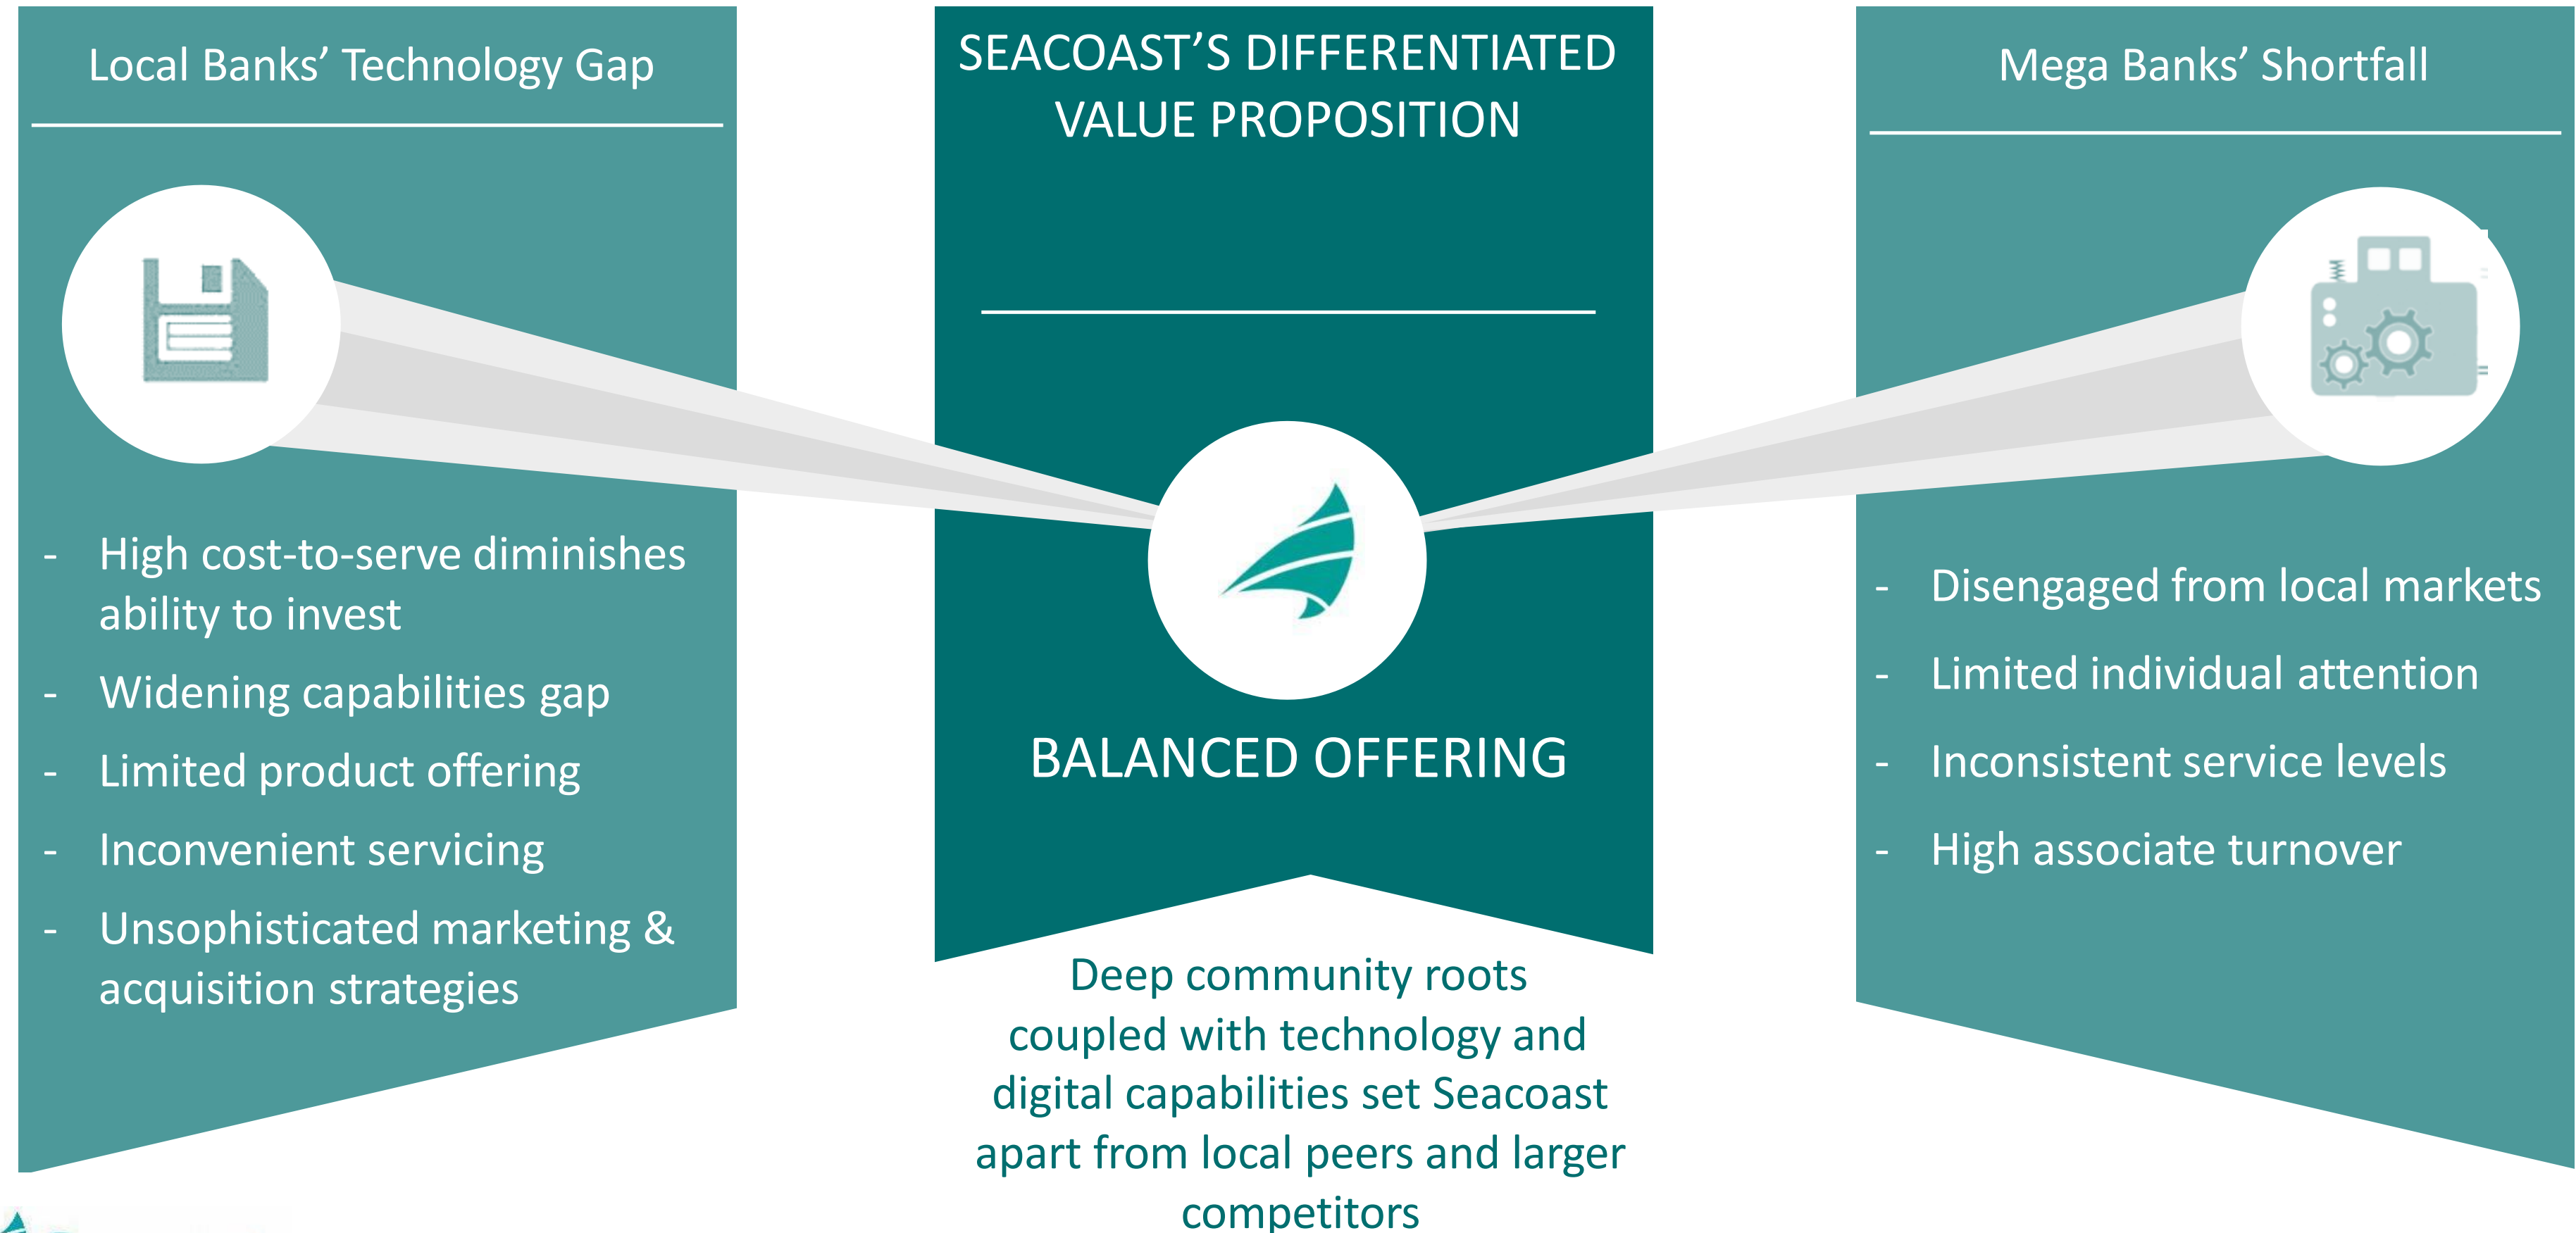 Local Banks’ Technology Gap
- High cost-to-serve diminishes
ability to invest
- Widening capabilities gap
- Limited product offering
- Inconvenient servicing
- Unsophisticated marketing &
acquisition strategies
SEACOAST’S DIFFERENTIATED
VALUE PROPOSITION
BALANCED OFFERING
Deep community roots
coupled with technology and
digital capabilities set Seacoast
apart from local peers and larger
competitors
Mega Banks’ Shortfall
- Disengaged from local markets
- Limited individual attention
- Inconsistent service levels
- High associate turnover